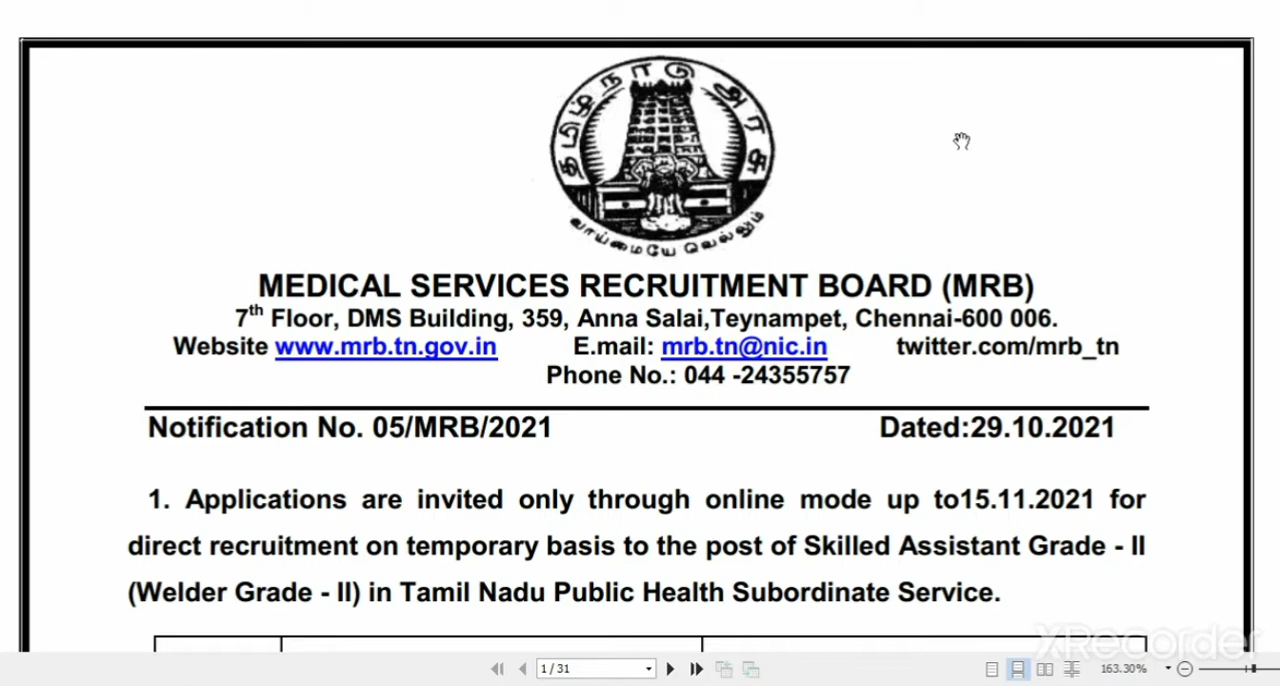 தமிழ்நாடு அரசு
வாய்மையே வெல்லும்
MEDICAL SERVICES RECRUITMENT BOARD (MRB)
7th Floor, DMS Building, 359, Anna Salai,Teynampet, Chennai-600 006.
Website www.mrb.tn.gov.in E.mail: mrb.tn@nic.in twitter.com/mrb_tn
Phone No.: 044 -24355757
Notification No. 05/MRB/2021 Dated:29.10.2021
1. Applications are invited only through online mode up to15.11.2021 for
direct recruitment on temporary basis to the post of Skilled Assistant Grade - II
(Welder Grade - II) in Tamil Nadu Public Health Subordinate Service.
XRecorder
1 / 31 163.30%